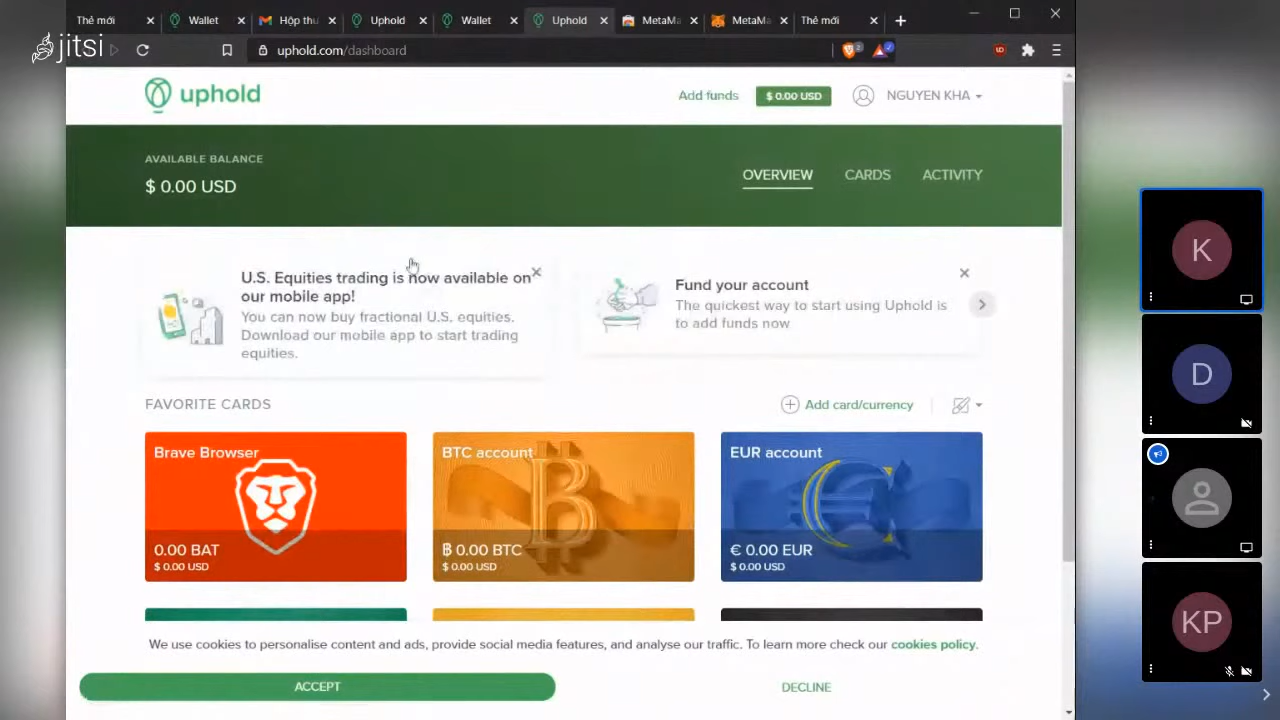 Thẻ mới
Wallet
Hộp thu
Uphold
Wallet
Uphold
MetaMa
MetaMa
Thẻ mới
jitsi
uphold.com/dashboard
2
uphold
Add funds
$ 0.00 USD
NGUYEN KHA
AVAILABLE BALANCE
$ 0.00 USD
OVERVIEW
CARDS
ACTIVITY
U.S. Equities trading is now available on
our mobile app!
You can now buy fractional U.S. equities.
Download our mobile app to start trading
equities.
Fund your account
The quickest way to start using Uphold is
to add funds now
FAVORITE CARDS
Add card/currency
Brave Browser
0.00 BAT
$ 0.00 USD
BTC account
₿ 0.00 BTC
$ 0.00 USD
EUR account
€ 0.00 EUR
$ 0.00 USD
We use cookies to personalise content and ads, provide social media features, and analyse our traffic. To learn more check our cookies policy.
ACCEPT
DECLINE
K
D
KP